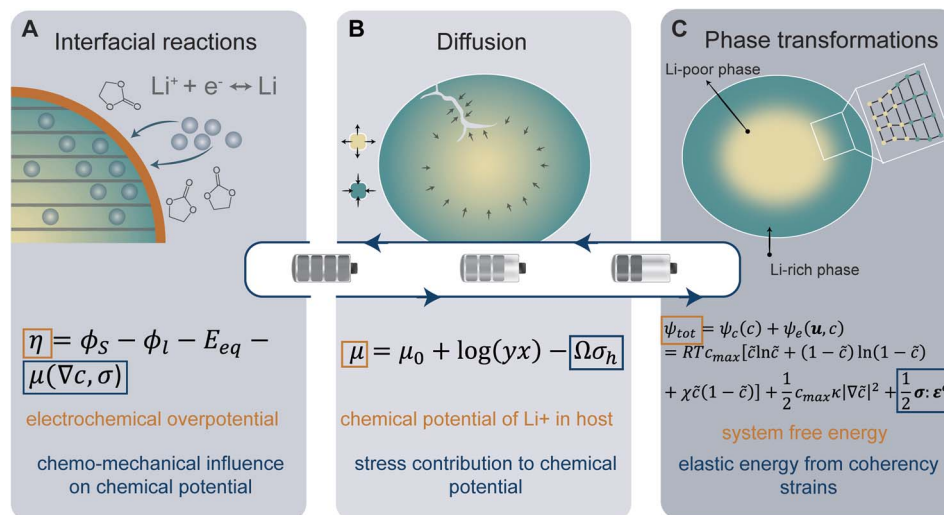 A
Interfacial reactions
Li⁺ + e⁻ ↔ Li
O
O
O
O
O
O
O
O
O
η = ϕ_S − ϕ_l − E_eq −
μ(∇c, σ)
electrochemical overpotential
chemo-mechanical influence
on chemical potential
B
Diffusion
μ = μ₀ + log(yx) − Ωσ_h
chemical potential of Li+ in host
stress contribution to chemical
potential
C
Phase transformations
Li-poor phase
Li-rich phase
ψ_tot = ψ_c(c) + ψ_e(𝒖, c)
= RTc_max[c̃lnc̃ + (1 − c̃) ln(1 − c̃)
+ χc̃(1 − c̃)] + 1/2 c_max κ|∇c̃|² + 1/2 𝝈: 𝜺ᵉ
system free energy
elastic energy from coherency
strains